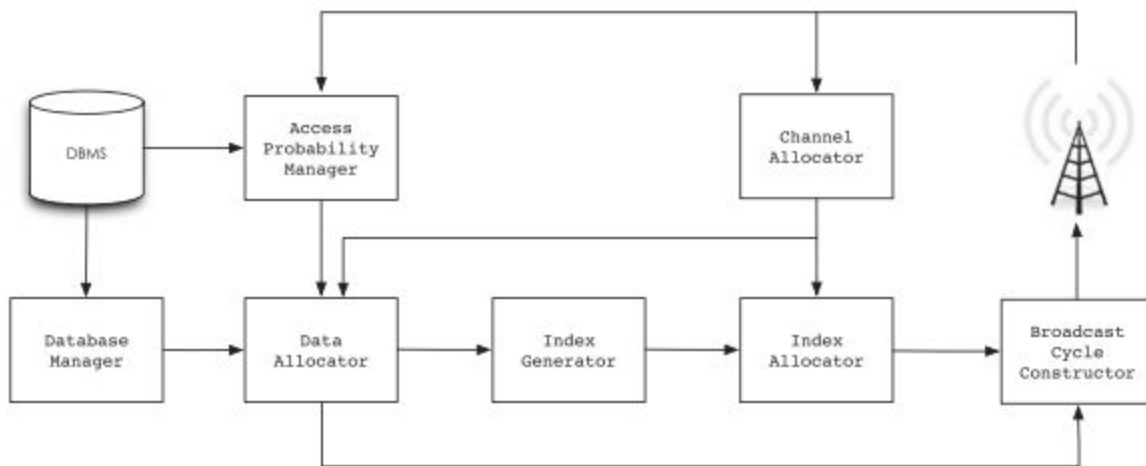 DBMS
Access
Probability
Manager
Channel
Allocator
Database
Manager
Data
Allocator
Index
Generator
Index
Allocator
Broadcast
Cycle
Constructor